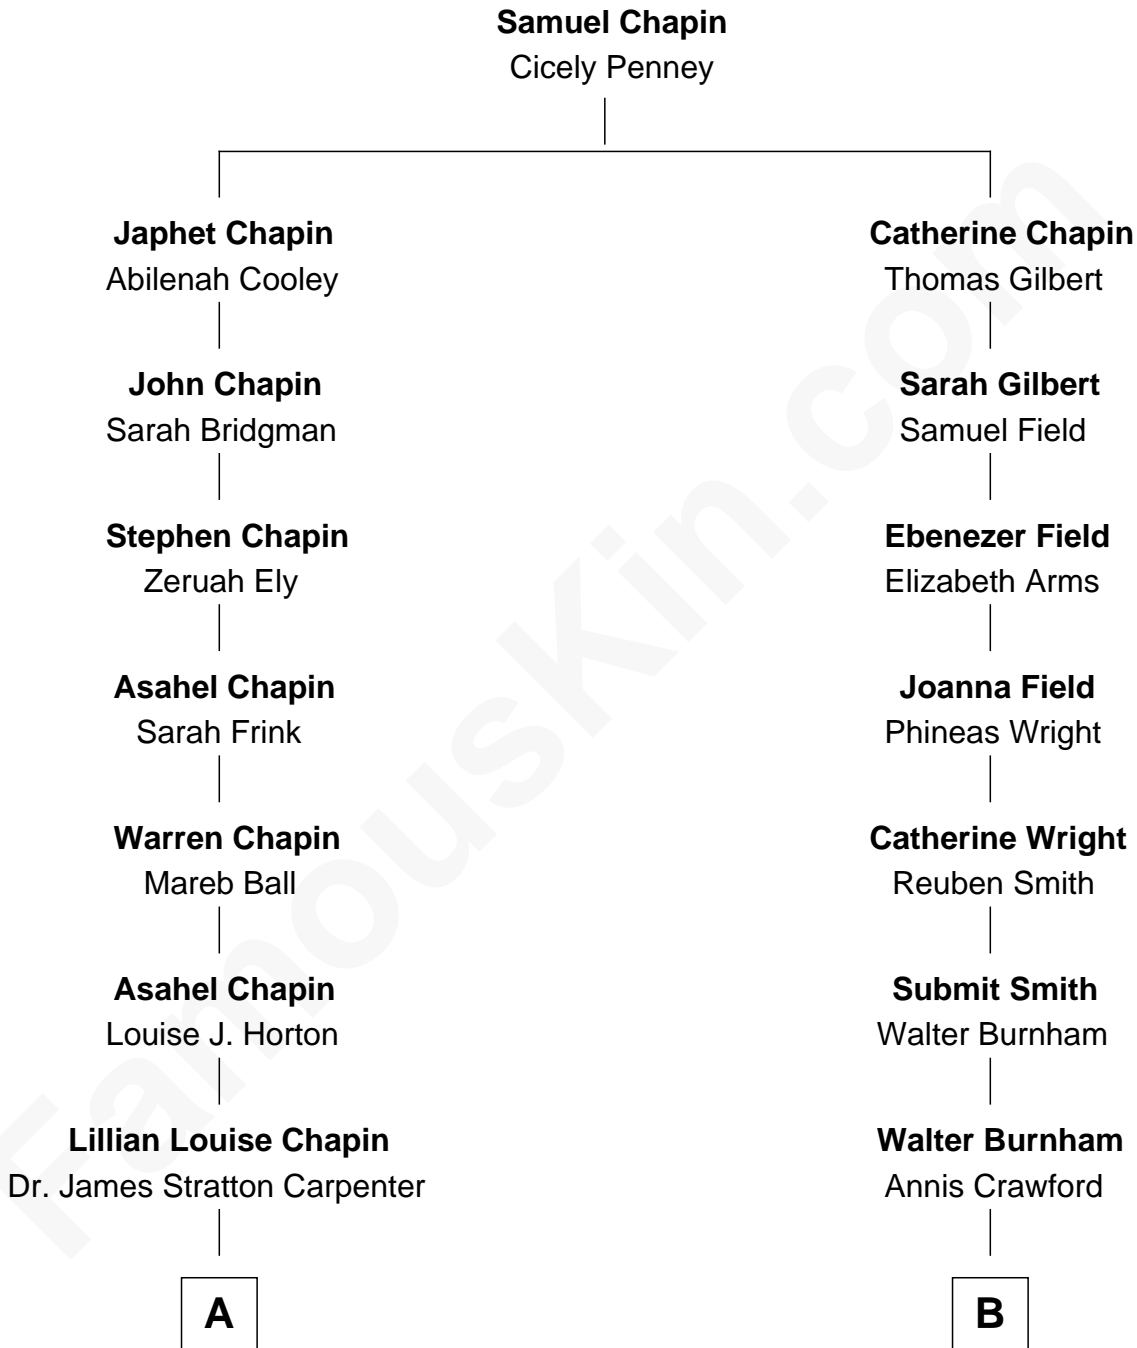 Samuel Chapin
Cicely Penney
Japhet Chapin
Abilenah Cooley
Catherine Chapin
Thomas Gilbert
John Chapin
Sarah Bridgman
Sarah Gilbert
Samuel Field
Stephen Chapin
Zeruah Ely
Ebenezer Field
Elizabeth Arms
Asahel Chapin
Sarah Frink
Joanna Field
Phineas Wright
Warren Chapin
Mareb Ball
Catherine Wright
Reuben Smith
Asahel Chapin
Louise J. Horton
Submit Smith
Walter Burnham
Lillian Louise Chapin
Dr. James Stratton Carpenter
Walter Burnham
Annis Crawford
A
B
FamousKin.com